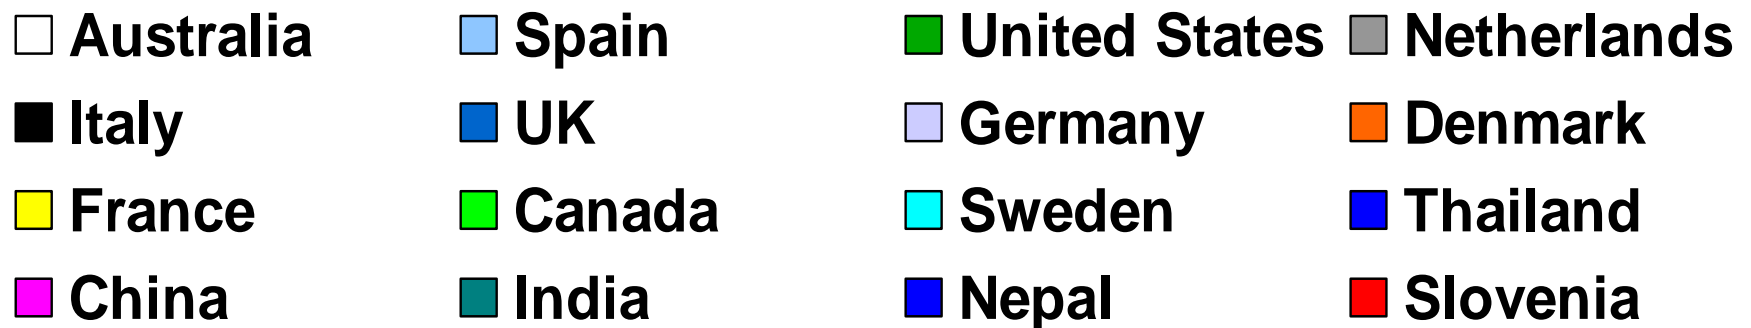 Australia Spain United States Netherlands
Italy UK Germany Denmark
France Canada Sweden Thailand
China India Nepal Slovenia